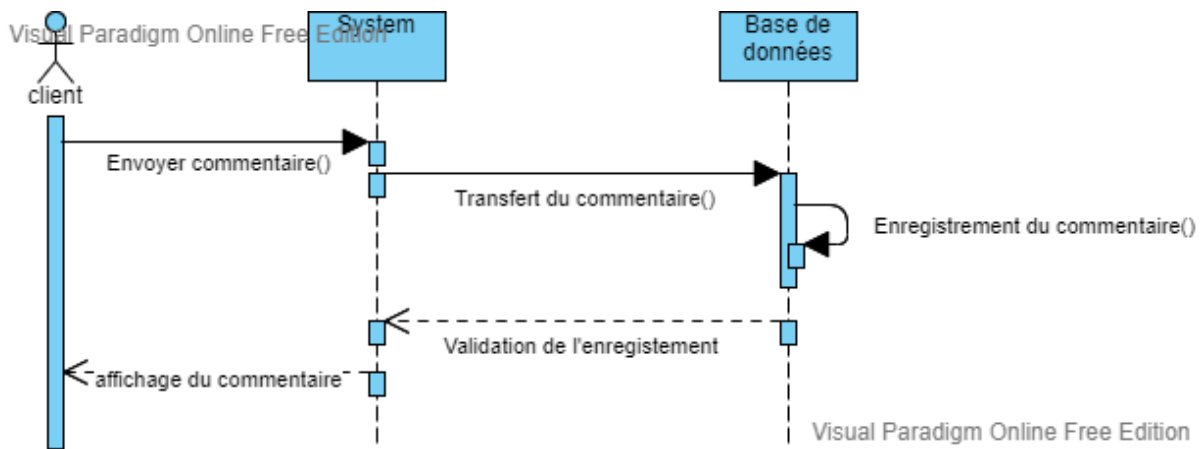 Visual Paradigm Online Free Edition
System
Base de
données
client
Envoyer commentaire()
Transfert du commentaire()
Enregistrement du commentaire()
Validation de l'enregistement
affichage du commentaire
Visual Paradigm Online Free Edition